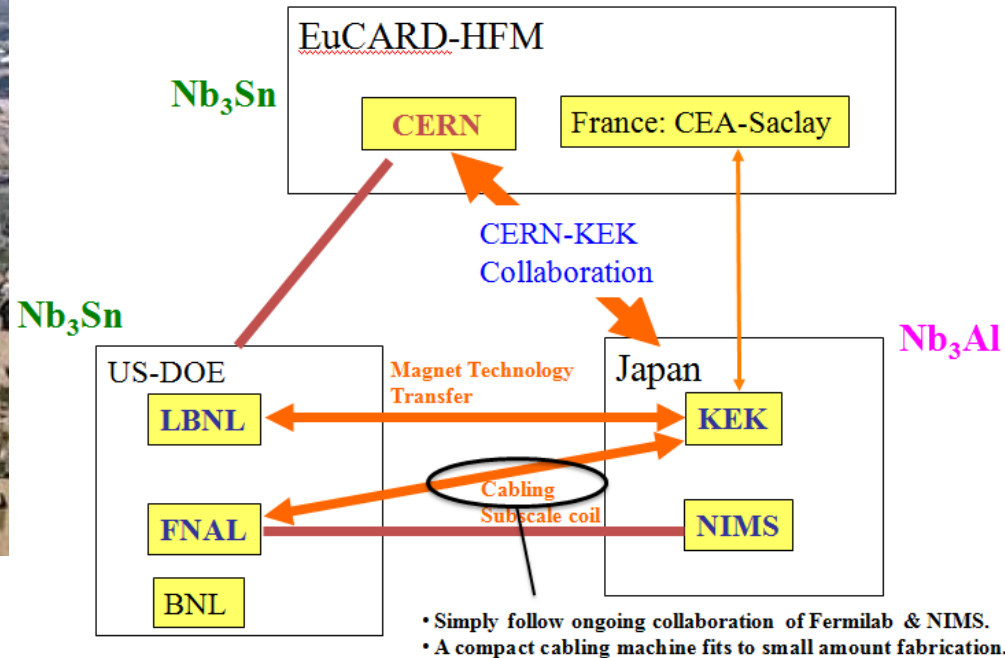 EuCARD-HFM
Nb₃Sn
CERN
France: CEA-Saclay
CERN-KEK
Collaboration
Nb₃Sn
Nb₃Al
US-DOE
Magnet Technology
Transfer
Japan
LBNL
KEK
Cabling
Subscale coil
FNAL
NIMS
BNL
• Simply follow ongoing collaboration of Fermilab & NIMS.
• A compact cabling machine fits to small amount fabrication.